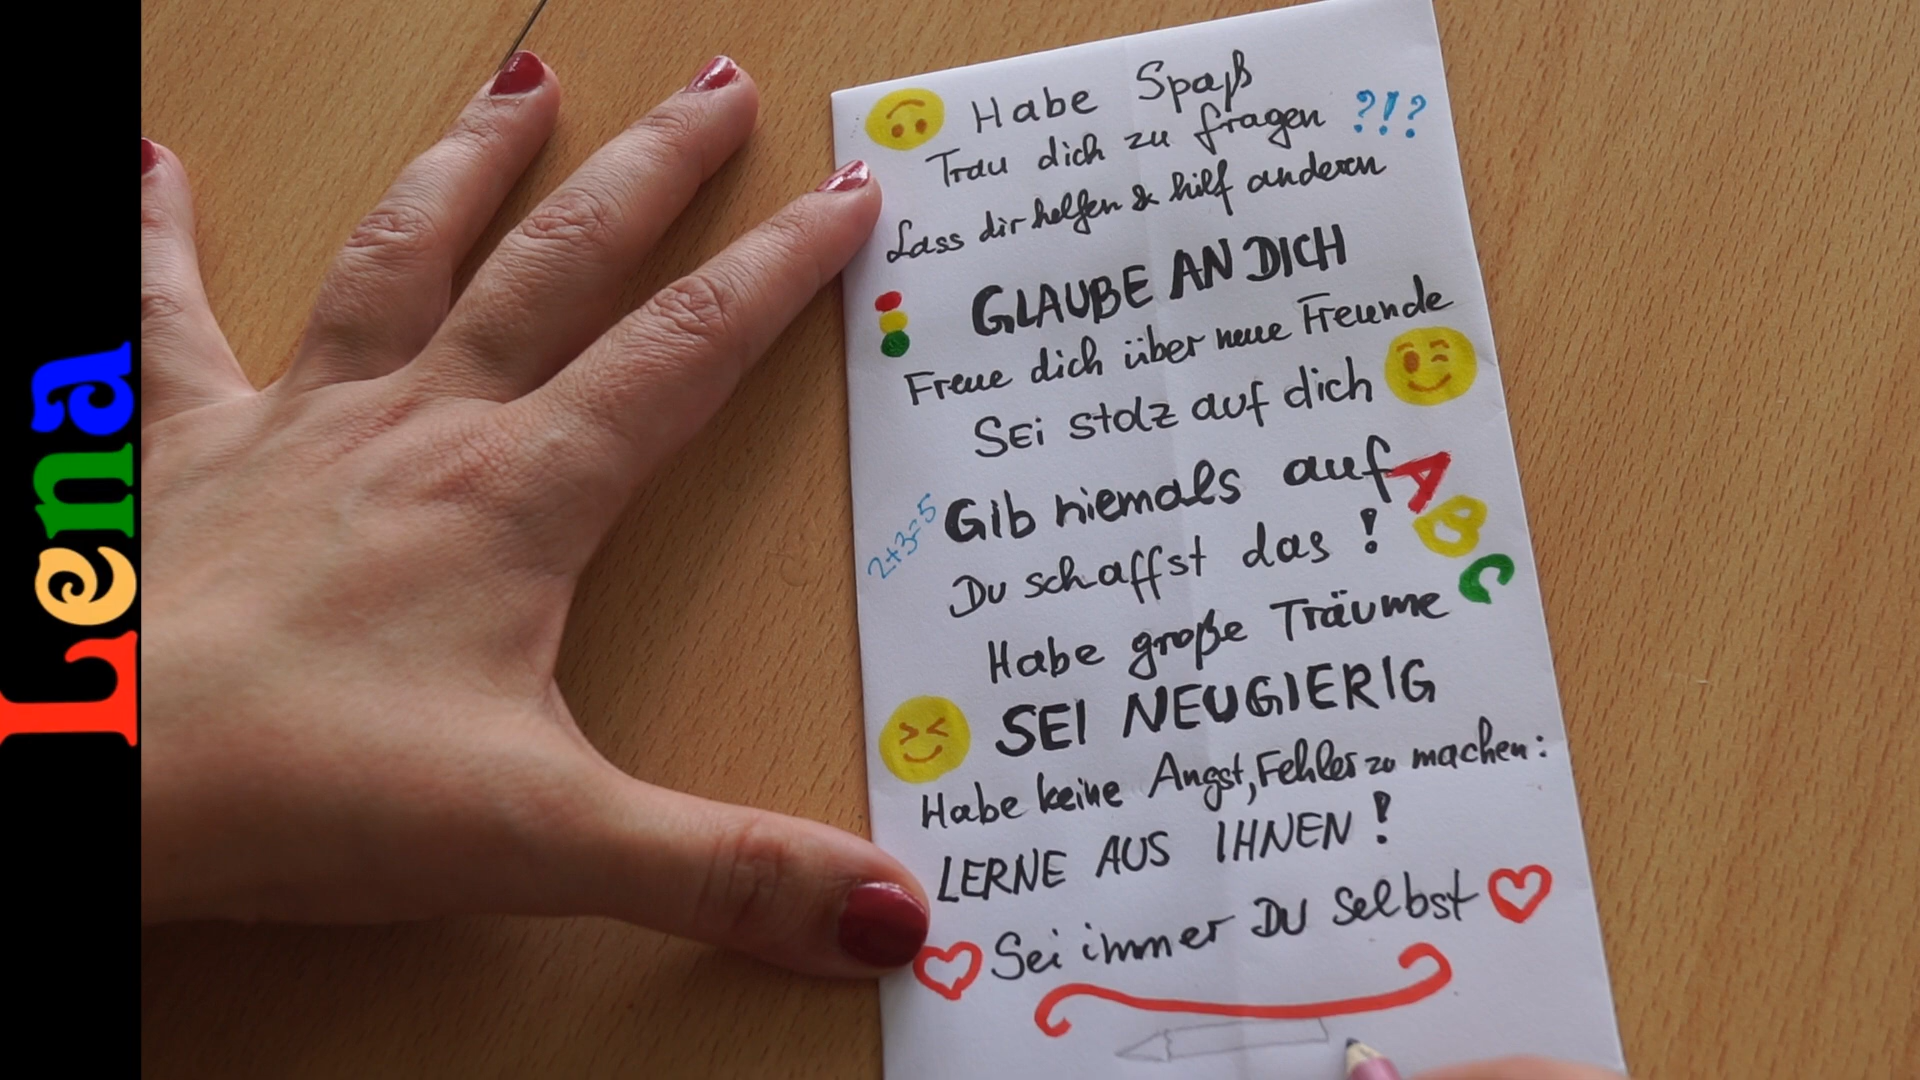 Lena
Habe Spaß
Trau dich zu fragen ?!?
Lass dir helfen & hilf anderen
GLAUBE AN DICH
Freue dich über neue Freunde
SEi stolz auf dich
2+3=5
Gib niemals auf
A B C
Du schaffst das !
Habe große Träume
SEI NEUGIERIG
Habe keine Angst, Fehler zu machen:
LERNE AUS IHNEN !
Sei immer DU Selbst